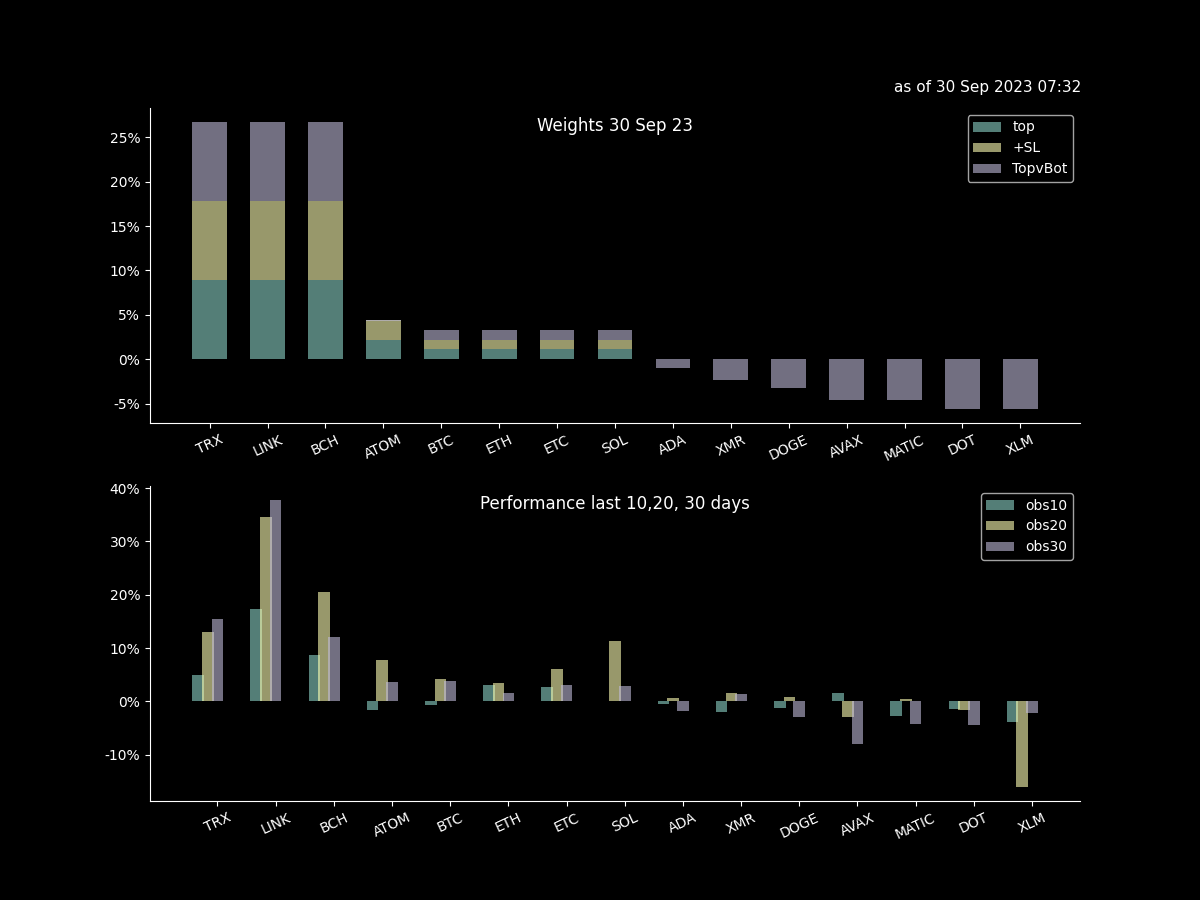 as of 30 Sep 2023 07:32
Weights 30 Sep 23
top
+SL
TopvBot
25%
20%
15%
10%
5%
0%
-5%
TRX LINK BCH ATOM BTC ETH ETC SOL ADA XMR DOGE AVAX MATIC DOT XLM
Performance last 10,20, 30 days
obs10
obs20
obs30
40%
30%
20%
10%
0%
-10%
TRX LINK BCH ATOM BTC ETH ETC SOL ADA XMR DOGE AVAX MATIC DOT XLM